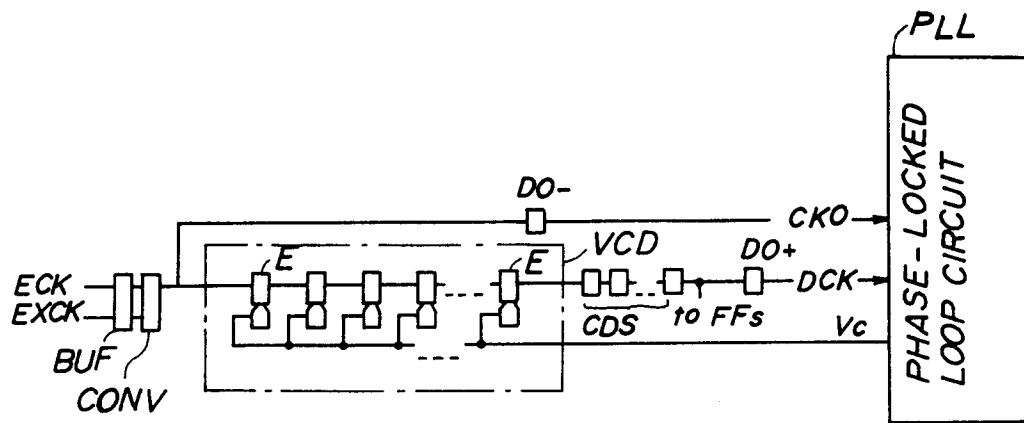 PLL
PHASE-LOCKED
LOOP CIRCUIT
DO-
CKO
VCD
DO+
E
E
ECK
DCK
EXCK
CDS
to FFs
Vc
BUF
CONV